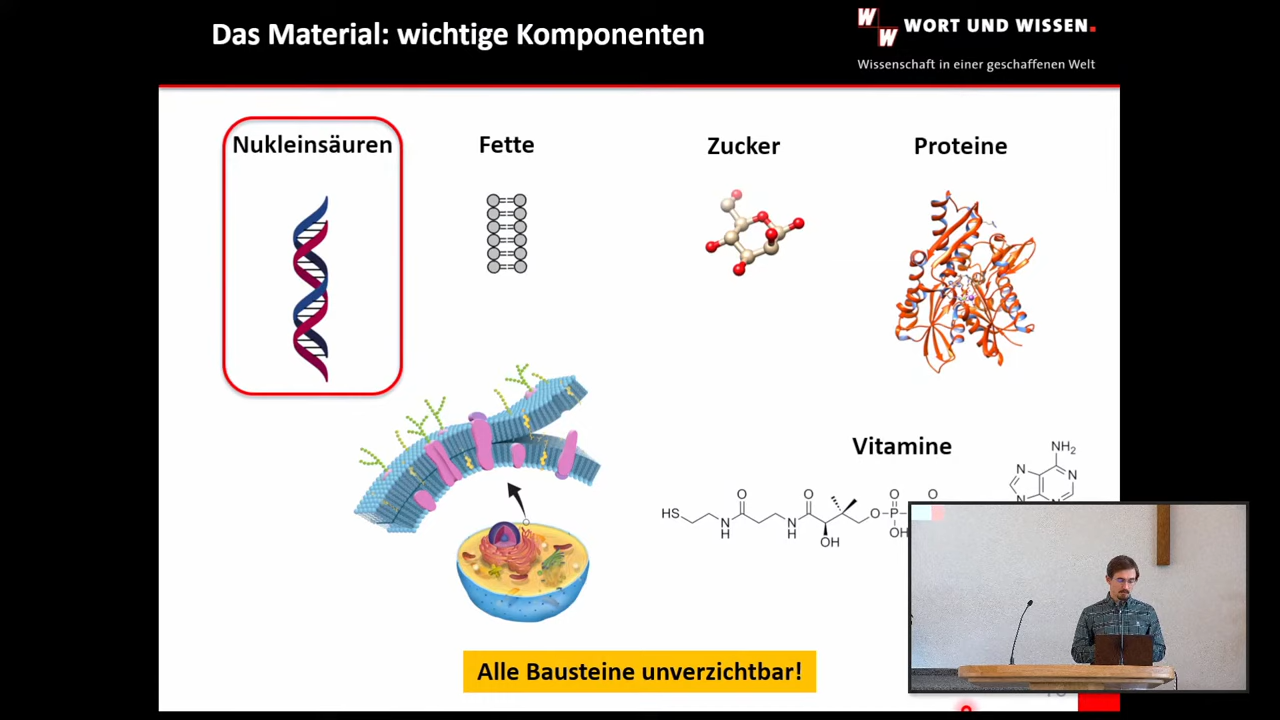 Das Material: wichtige Komponenten
W
W
WORT UND WISSEN.
Wissenschaft in einer geschaffenen Welt
Nukleinsäuren
Fette
Zucker
Proteine
Vitamine
NH2
N
N
N
N
HS
N
H
O
N
H
O
OH
O
P
O
OH
O
Alle Bausteine unverzichtbar!